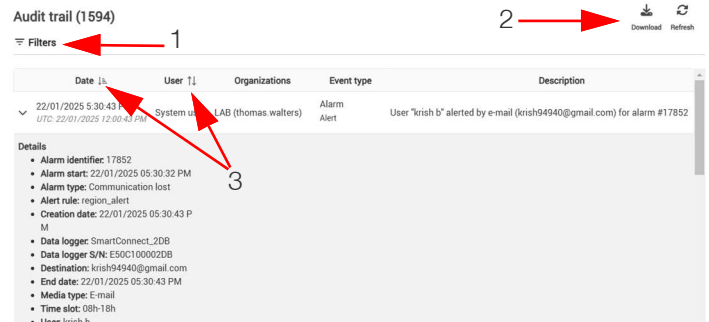 Audit trail (1594)
2
Download Refresh
Filters
1
Date User Organizations Event type Description
22/01/2025 5:30:43 System LAB (thomas.walters) Alarm User "krish b" alerted by e-mail (krish94940@gmail.com) for alarm #17852
UTC: 22/01/2025 12:00:43 PM Alert
Details
Alarm identifier: 17852
Alarm start: 22/01/2025 05:30:32 PM
3
Alarm type: Communication lost
Alert rule: region_alert
Creation date: 22/01/2025 05:30:43 P
M
Data logger: SmartConnect_2DB
Data logger S/N: E50C100002DB
Destination: krish94940@gmail.com
End date: 22/01/2025 05:30:43 PM
Media type: E-mail
Time slot: 08h-18h
User: krish b